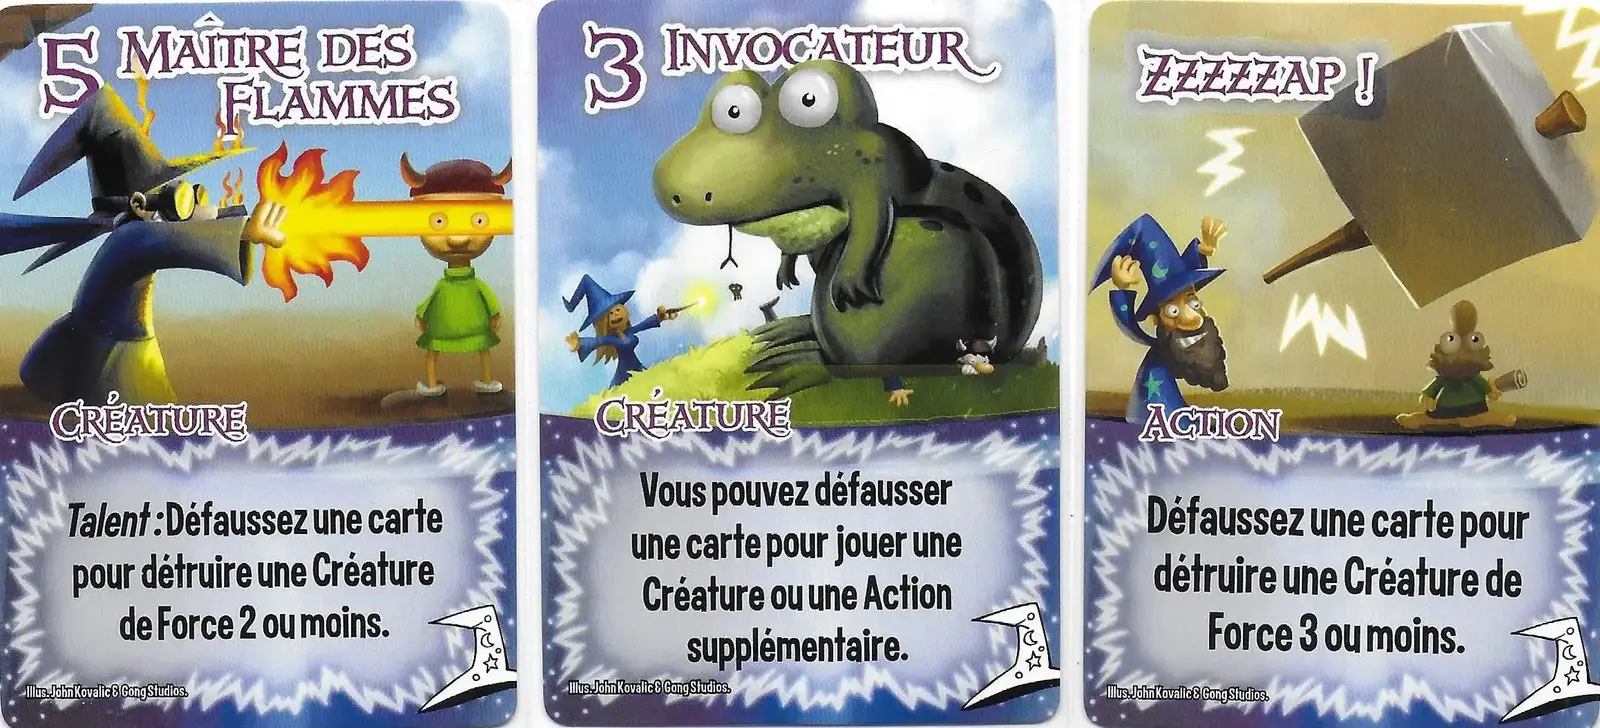 5 Maître des
Flammes
Créature
Talent : Défaussez une carte
pour détruire une Créature
de Force 2 ou moins.
Illus. John Kovalic & Gong Studios.
3 Invocateur
Créature
Vous pouvez défausser
une carte pour jouer une
Créature ou une Action
supplémentaire.
Illus. John Kovalic & Gong Studios.
Zzzzzzap !
Action
Défaussez une carte pour
détruire une Créature de
Force 3 ou moins.
Illus. John Kovalic & Gong Studios.